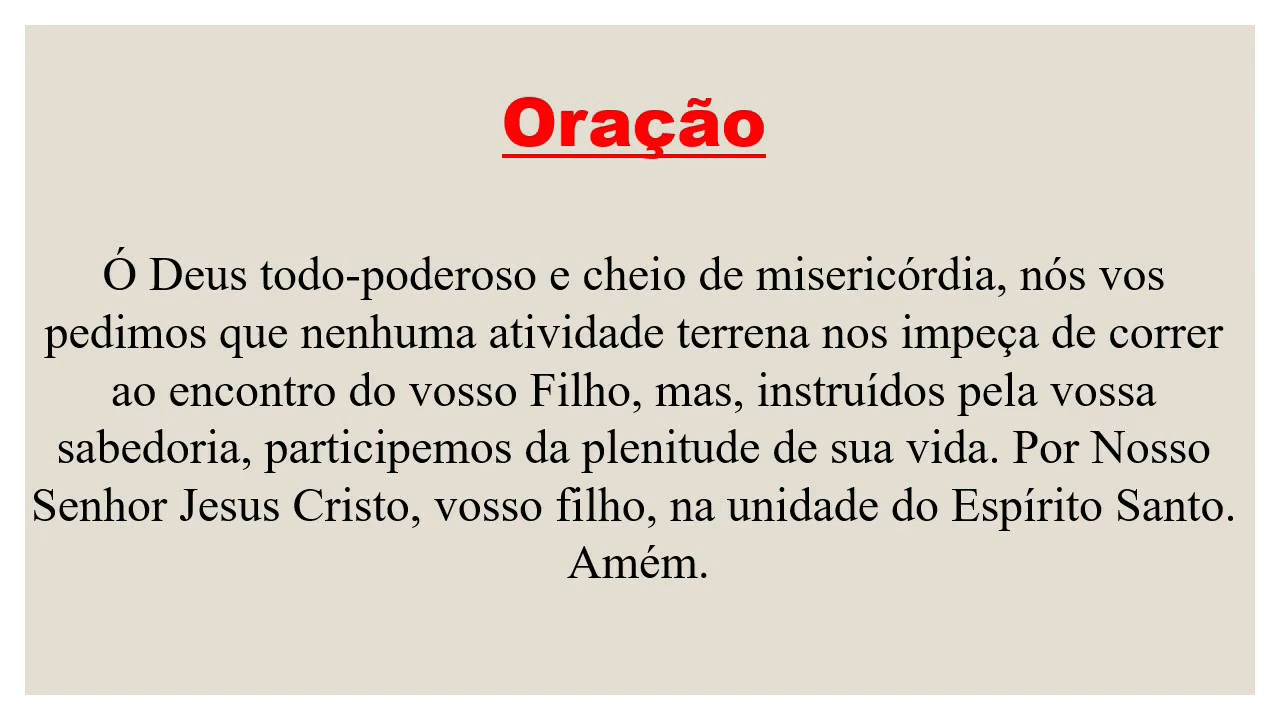 Oração
Ó Deus todo-poderoso e cheio de misericórdia, nós vos
pedimos que nenhuma atividade terrena nos impeça de correr
ao encontro do vosso Filho, mas, instruídos pela vossa
sabedoria, participemos da plenitude de sua vida. Por Nosso
Senhor Jesus Cristo, vosso filho, na unidade do Espírito Santo.
Amém.